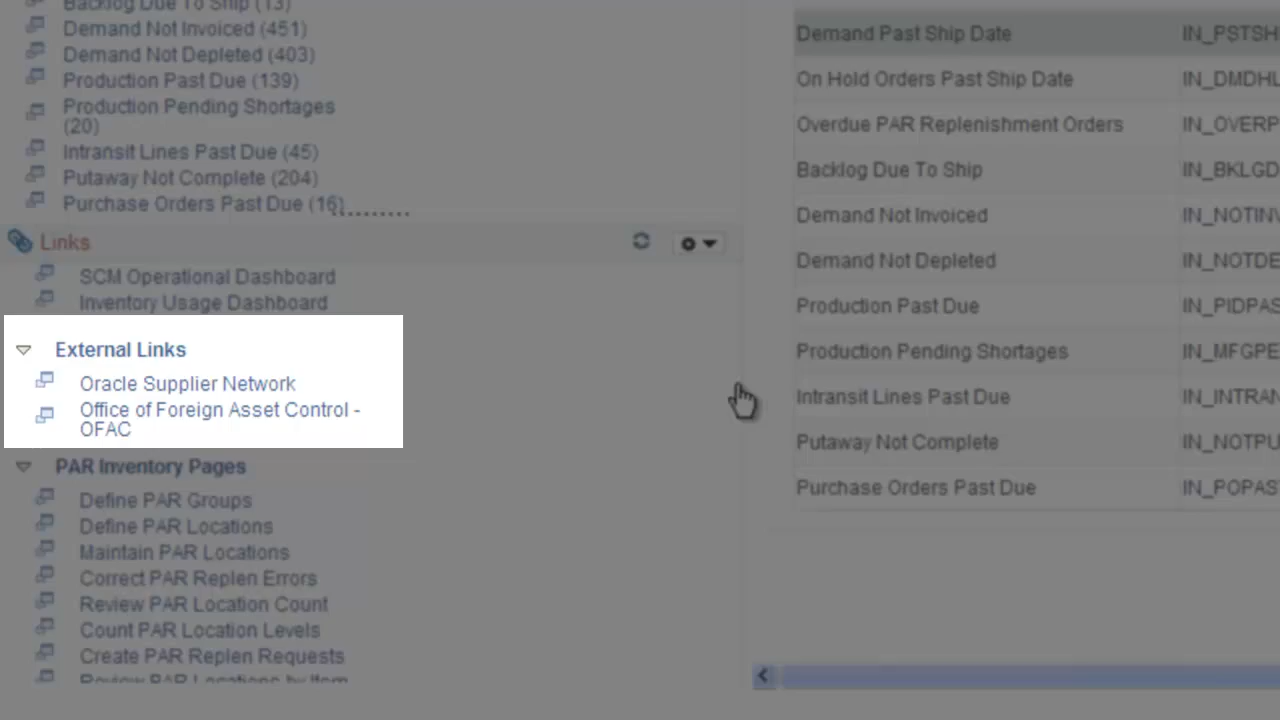 Backlog Due To Ship (13)
Demand Not Invoiced (451)
Demand Not Depleted (403)
Production Past Due (139)
Production Pending Shortages
(20)
Intransit Lines Past Due (45)
Putaway Not Complete (204)
Purchase Orders Past Due (16)
Links
SCM Operational Dashboard
Inventory Usage Dashboard
External Links
Oracle Supplier Network
Office of Foreign Asset Control -
OFAC
PAR Inventory Pages
Define PAR Groups
Define PAR Locations
Maintain PAR Locations
Correct PAR Replen Errors
Review PAR Location Count
Count PAR Location Levels
Create PAR Replen Requests
Review PAR Locations by Item
Demand Past Ship Date IN_PSTSH
On Hold Orders Past Ship Date IN_DMDHL
Overdue PAR Replenishment Orders IN_OVERP
Backlog Due To Ship IN_BKLGD
Demand Not Invoiced IN_NOTINV
Demand Not Depleted IN_NOTDE
Production Past Due IN_PIDPAS
Production Pending Shortages IN_MFGPE
Intransit Lines Past Due IN_INTRAN
Putaway Not Complete IN_NOTPU
Purchase Orders Past Due IN_POPAS